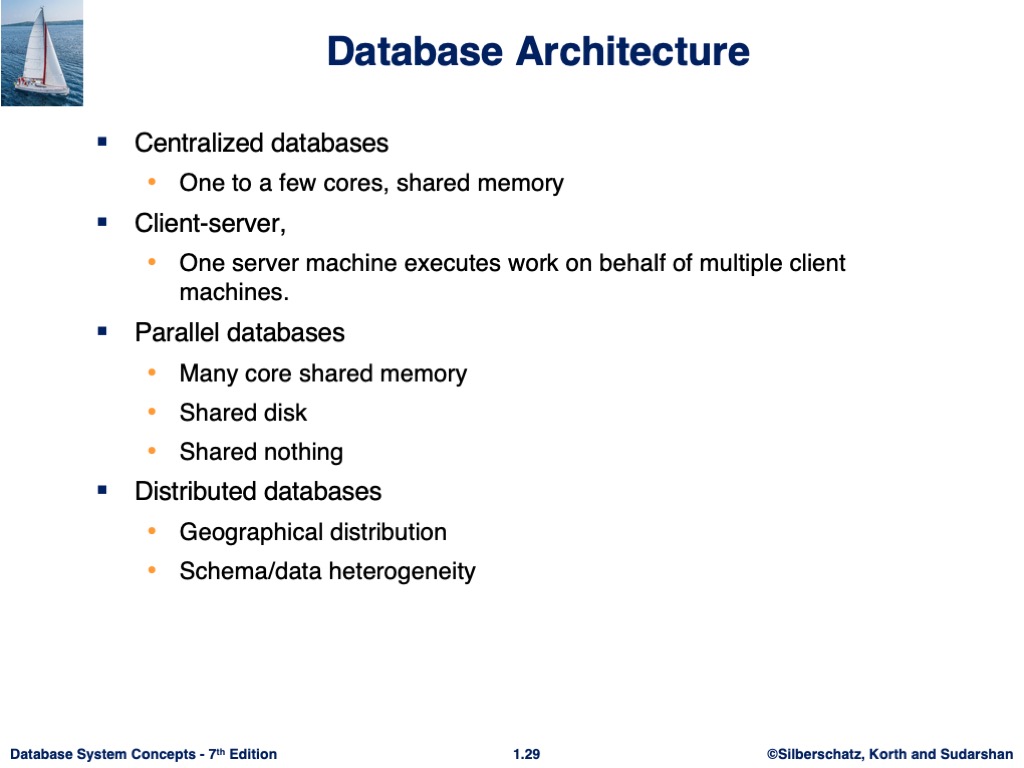 Database Architecture
▪ Centralized databases
• One to a few cores, shared memory
▪ Client-server,
• One server machine executes work on behalf of multiple client
machines.
▪ Parallel databases
• Many core shared memory
• Shared disk
• Shared nothing
▪ Distributed databases
• Geographical distribution
• Schema/data heterogeneity
Database System Concepts - 7th Edition
1.29
©Silberschatz, Korth and Sudarshan